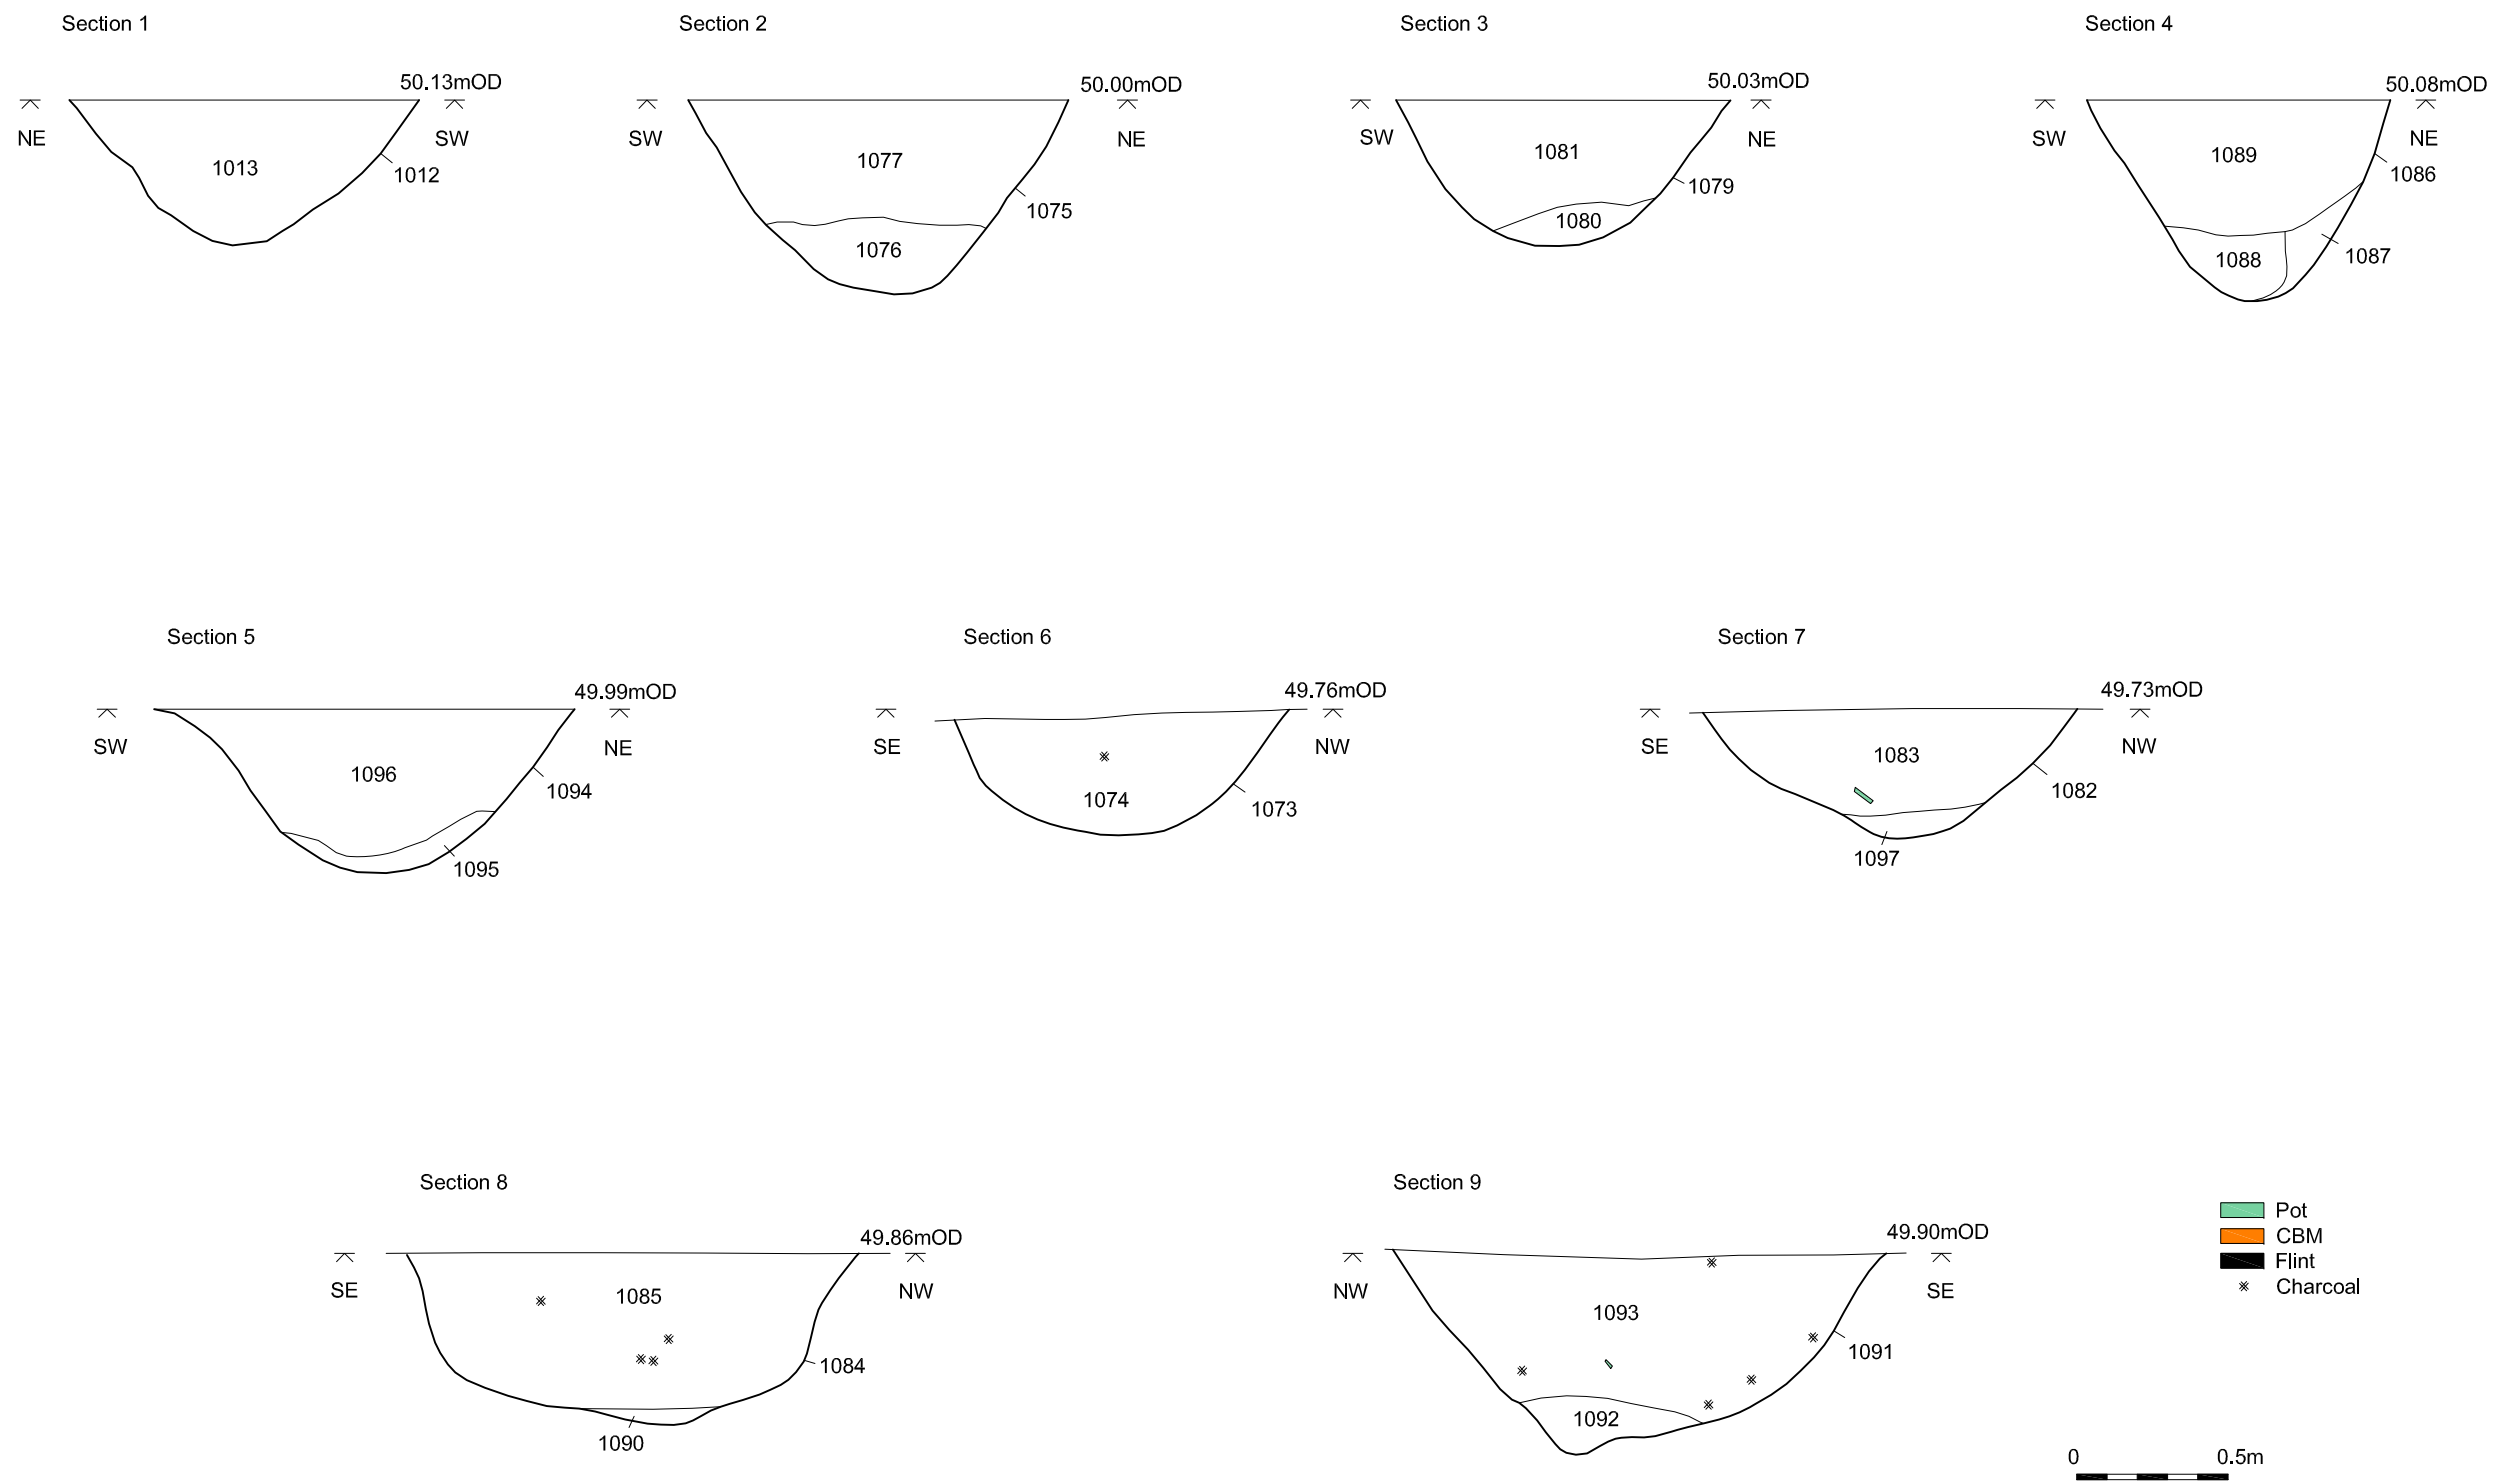 Section 1
50.13mOD
NE
SW
1013
1012
Section 2
50.00mOD
SW
NE
1077
1075
1076
Section 3
50.03mOD
SW
NE
1081
1079
1080
Section 4
50.08mOD
SW
NE
1089
1086
1088
1087
Section 5
49.99mOD
SW
NE
1096
1094
1095
Section 6
49.76mOD
SE
NW
1074
1073
Section 7
49.73mOD
SE
NW
1083
1082
1097
Section 8
49.86mOD
SE
NW
1085
1084
1090
Section 9
49.90mOD
NW
SE
1093
1091
1092
Pot
CBM
Flint
Charcoal
0 0.5m